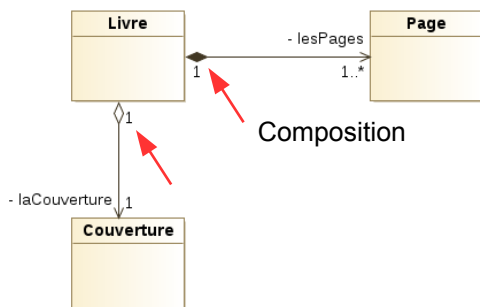 Livre
- lesPages
Page
1
1..*
Composition
1
- laCouverture
1
Couverture